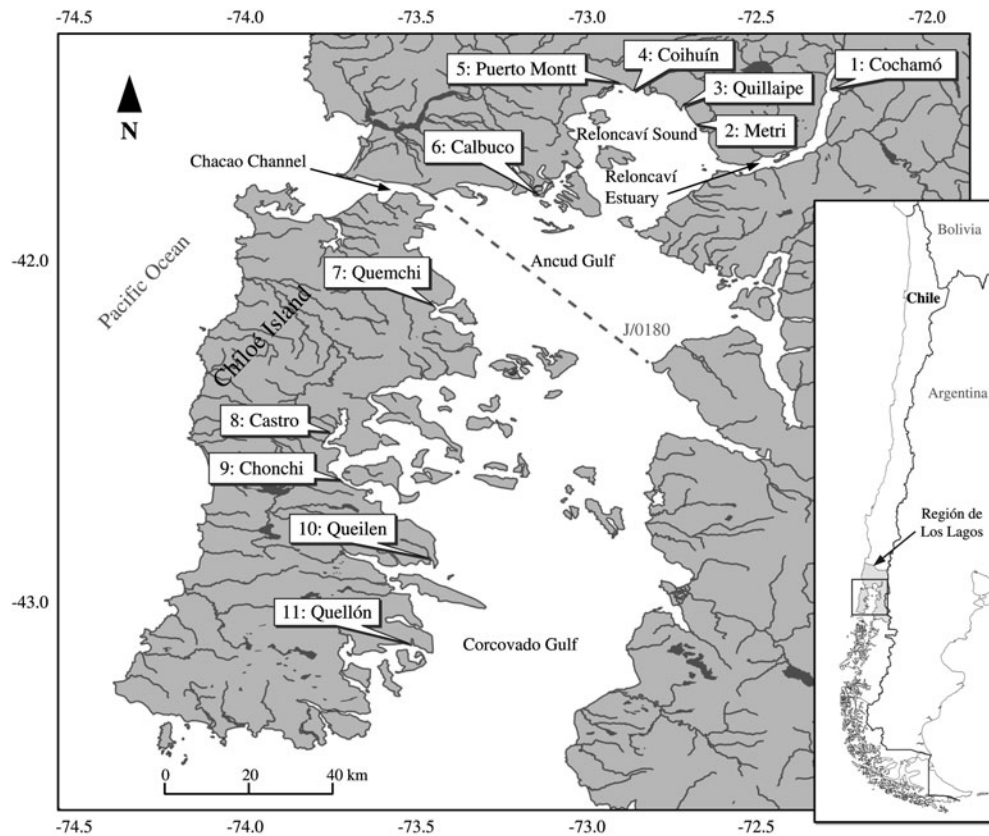 -74.5 -74.0 -73.5 -73.0 -72.5 -72.0
4: Coihuín
5: Puerto Montt
1: Cochamó
3: Quillaipe
N
2: Metri
Reloncaví Sound
6: Calbuco
Chacao Channel
Reloncaví
Estuary
-42.0
Ancud Gulf
7: Quemchi
Pacific Ocean
Chiloé Island
J/0180
8: Castro
9: Chonchi
10: Queilen
-43.0
11: Quellón
Corcovado Gulf
0 20 40 km
-74.5 -74.0 -73.5 -73.0 -72.5
Bolivia
Chile
Argentina
Región de
Los Lagos
-72.0